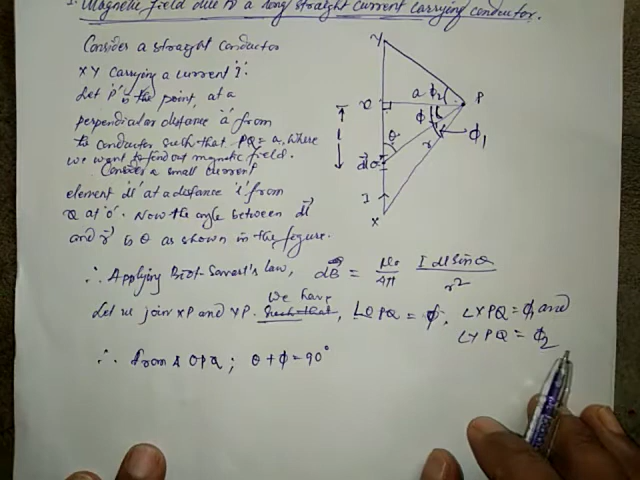 1. Magnetic field due to a long straight current carrying conductor.
Consider a straight conductor
XY carrying a current 'I'.
Let 'P' is the point, at a
perpendicular distance 'a' from
the conductor such that PQ = a, where
we want to find out magnetic field.
Consider a small current
element 'dl' at a distance 'l' from
Q at 'o'. Now the angle between d\vec{l}
and \vec{r} is θ as shown in the figure.
∴ Applying Biot-Savart's law, d\vec{B} = μ₀/4π I dl Sinθ / r²
Let us join XP and YP. we have ∠OPQ = ϕ, ∠XPQ = ϕ₁ and
∠YPQ = ϕ₂
∴ from Δ OPQ ; θ + ϕ = 90°
Y
Q
a
ϕ₂
P
ϕ
ϕ₁
l
θ
r
dl
o
I
X